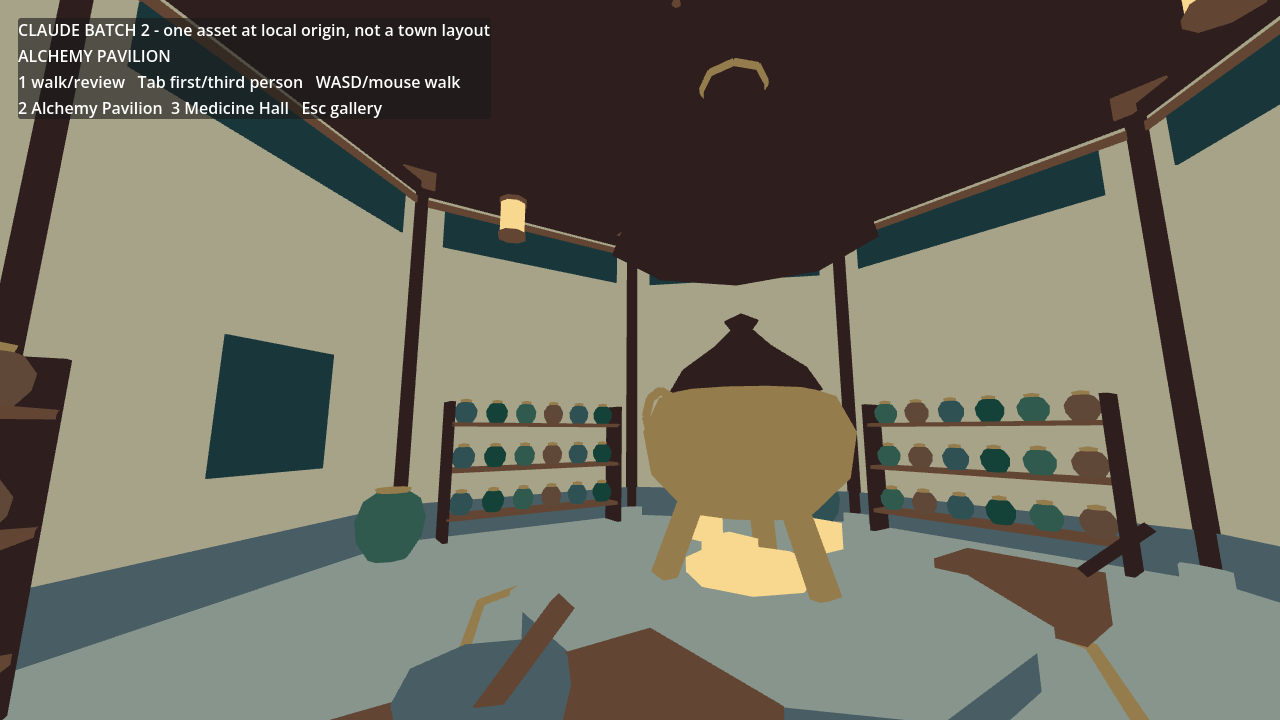 CLAUDE BATCH 2 - one asset at local origin, not a town layout
ALCHEMY PAVILION
1 walk/review   Tab first/third person   WASD/mouse walk
2 Alchemy Pavilion  3 Medicine Hall   Esc gallery